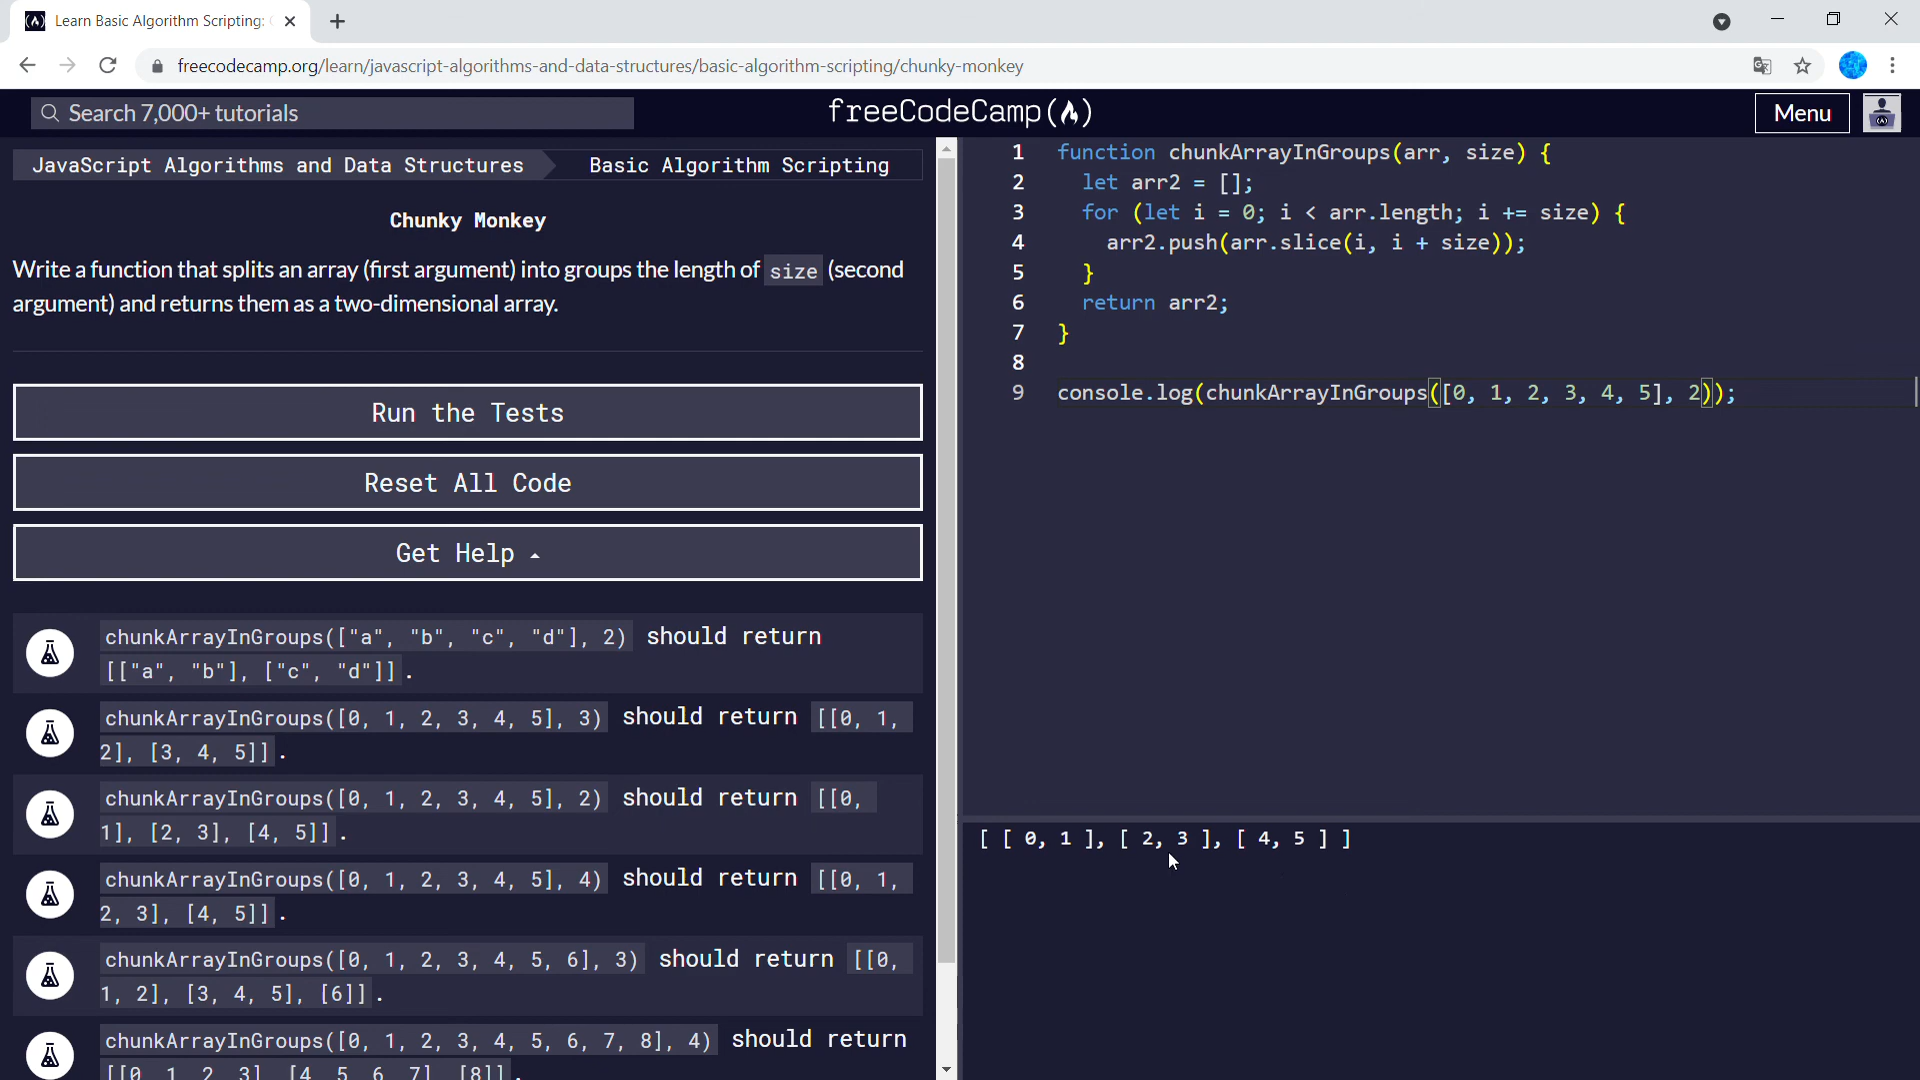 Learn Basic Algorithm Scripting:
freecodecamp.org/learn/javascript-algorithms-and-data-structures/basic-algorithm-scripting/chunky-monkey
Search 7,000+ tutorials
freeCodeCamp(🔥)
Menu
JavaScript Algorithms and Data Structures
Basic Algorithm Scripting
Chunky Monkey
Write a function that splits an array (first argument) into groups the length of size (second
argument) and returns them as a two-dimensional array.
Run the Tests
Reset All Code
Get Help
chunkArrayInGroups(["a", "b", "c", "d"], 2) should return
[["a", "b"], ["c", "d"]].
chunkArrayInGroups([0, 1, 2, 3, 4, 5], 3) should return [[0, 1,
2], [3, 4, 5]].
chunkArrayInGroups([0, 1, 2, 3, 4, 5], 2) should return [[0,
1], [2, 3], [4, 5]].
chunkArrayInGroups([0, 1, 2, 3, 4, 5], 4) should return [[0, 1,
2, 3], [4, 5]].
chunkArrayInGroups([0, 1, 2, 3, 4, 5, 6], 3) should return [[0,
1, 2], [3, 4, 5], [6]].
chunkArrayInGroups([0, 1, 2, 3, 4, 5, 6, 7, 8], 4) should return
[[0, 1, 2, 3], [4, 5, 6, 7], [8]].
1 function chunkArrayInGroups(arr, size) {
2 let arr2 = [];
3 for (let i = 0; i < arr.length; i += size) {
4 arr2.push(arr.slice(i, i + size));
5 }
6 return arr2;
7 }
8
9 console.log(chunkArrayInGroups([0, 1, 2, 3, 4, 5], 2));
[ [ 0, 1 ], [ 2, 3 ], [ 4, 5 ] ]